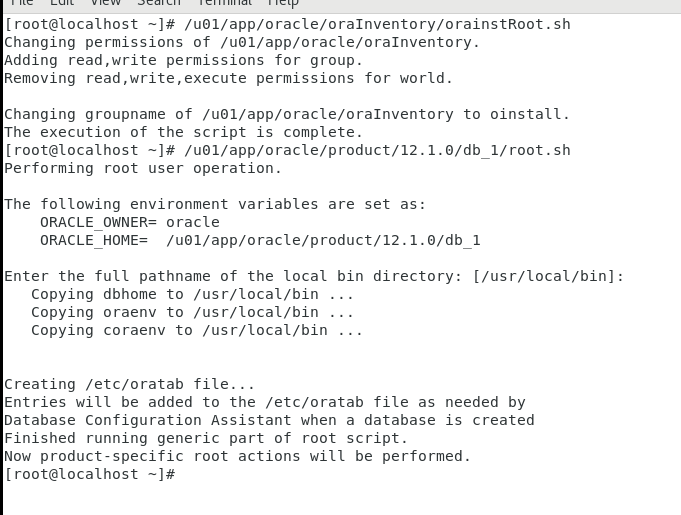 File Edit View Search Terminal Help
[root@localhost ~]# /u01/app/oracle/oraInventory/orainstRoot.sh
Changing permissions of /u01/app/oracle/oraInventory.
Adding read,write permissions for group.
Removing read,write,execute permissions for world.

Changing groupname of /u01/app/oracle/oraInventory to oinstall.
The execution of the script is complete.
[root@localhost ~]# /u01/app/oracle/product/12.1.0/db_1/root.sh
Performing root user operation.

The following environment variables are set as:
    ORACLE_OWNER= oracle
    ORACLE_HOME=  /u01/app/oracle/product/12.1.0/db_1

Enter the full pathname of the local bin directory: [/usr/local/bin]:
   Copying dbhome to /usr/local/bin ...
   Copying oraenv to /usr/local/bin ...
   Copying coraenv to /usr/local/bin ...


Creating /etc/oratab file...
Entries will be added to the /etc/oratab file as needed by
Database Configuration Assistant when a database is created
Finished running generic part of root script.
Now product-specific root actions will be performed.
[root@localhost ~]#